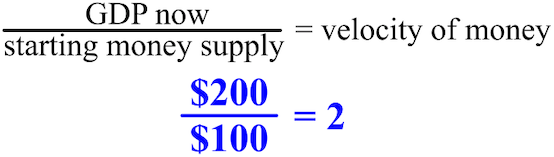 GDP now
starting money supply = velocity of money
$200
$100 = 2